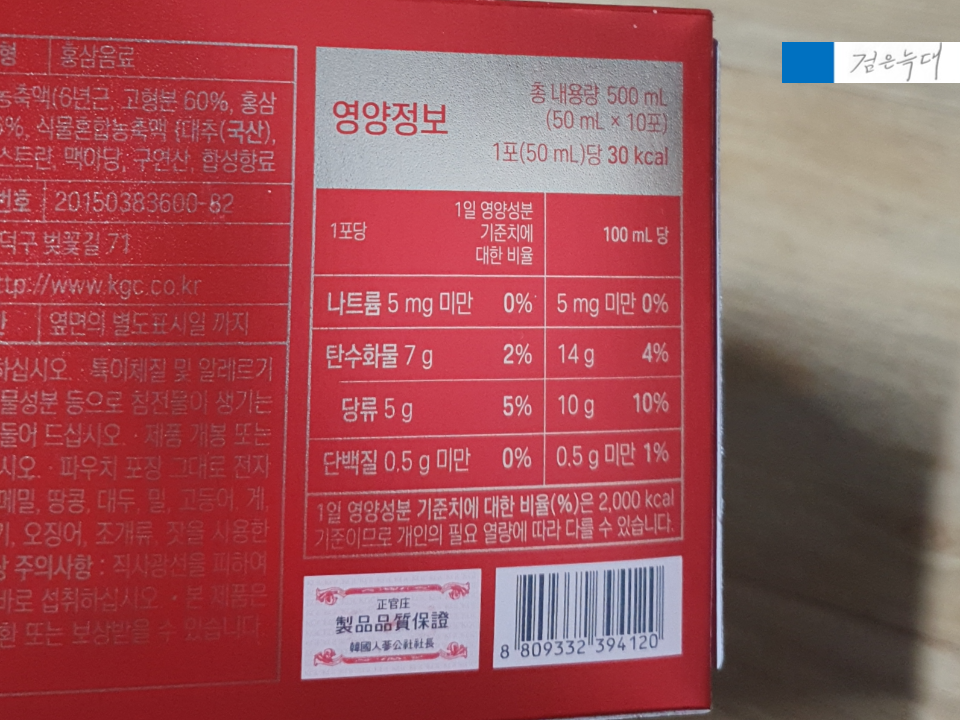 검은늑대
형 홍삼음료
농축액(6년근, 고형분 60%, 홍삼
%, 식물혼합농축액 {대추(국산),
스트린, 맥아당, 구연산, 합성향료
번호 20150383600-82
덕구 벚꽃길 71
ttp://www.kgc.co.kr
옆면의 별도표시일 까지
하십시오. · 특이체질 및 알레르기
물성분 등으로 침전물이 생기는
들어 드십시오 · 제품 개봉 또는
시오. · 파우치 포장 그대로 전자
메밀, 땅콩, 대두, 밀, 고등어, 게,
기, 오징어, 조개류, 잣을 사용한
장 주의사항 : 직사광선을 피하여
바로 섭취하십시오 · 본 제품은
환 또는 보상받을 수 있습니다.
영양정보
총 내용량 500 mL
(50 mL × 10포)
1포(50 mL)당 30 kcal
1포당
1일 영양성분
기준치에
대한 비율
100 mL 당
나트륨 5 mg 미만 0% 5 mg 미만 0%
탄수화물 7 g 2% 14 g 4%
당류 5 g 5% 10 g 10%
단백질 0.5 g 미만 0% 0.5 g 미만 1%
1일 영양성분 기준치에 대한 비율(%)은 2,000 kcal
기준이므로 개인의 필요 열량에 따라 다를 수 있습니다.
正官庄
製品品質保證
韓國人蔘公社社長
8 809332 394120